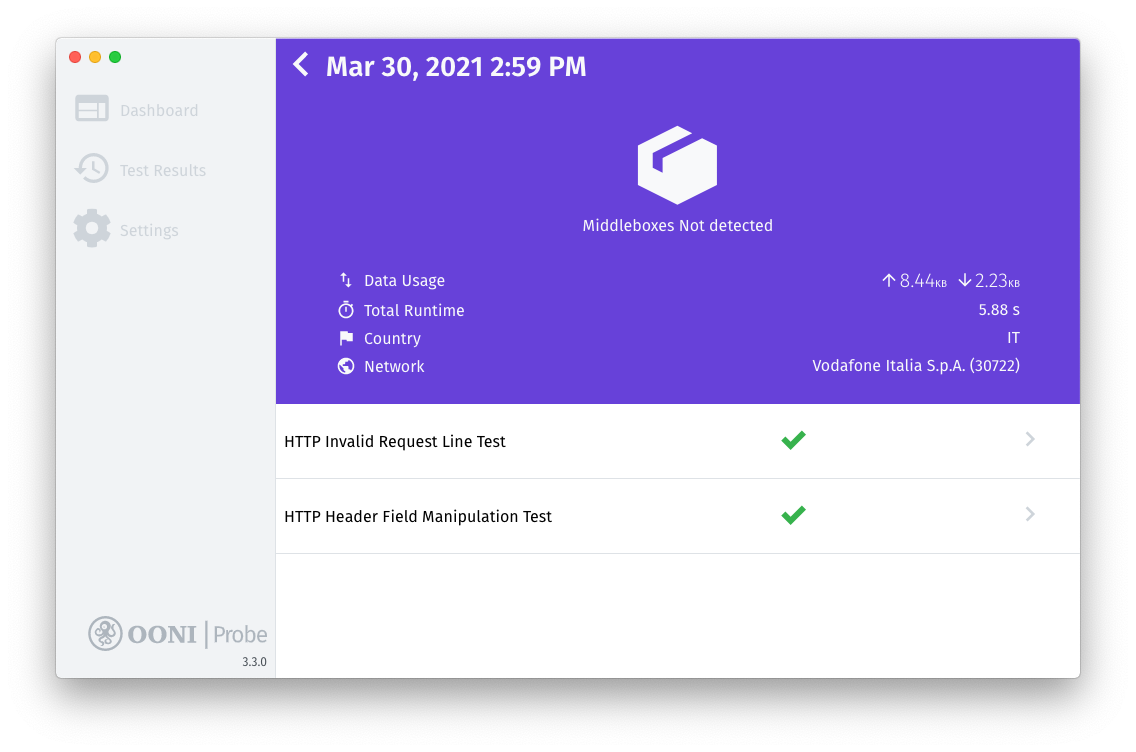 Mar 30, 2021 2:59 PM
Dashboard
Test Results
Settings
Middleboxes Not detected
Data Usage 8.44KB 2.23KB
Total Runtime 5.88 s
Country IT
Network Vodafone Italia S.p.A. (30722)
HTTP Invalid Request Line Test
HTTP Header Field Manipulation Test
OONI Probe
3.3.0